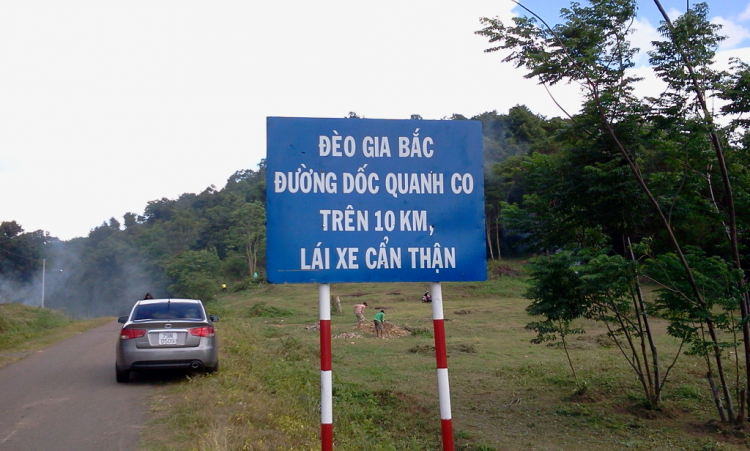 ĐÈO GIA BẮC
ĐƯỜNG DỐC QUANH CO
TRÊN 10 KM,
LÁI XE CẨN THẬN